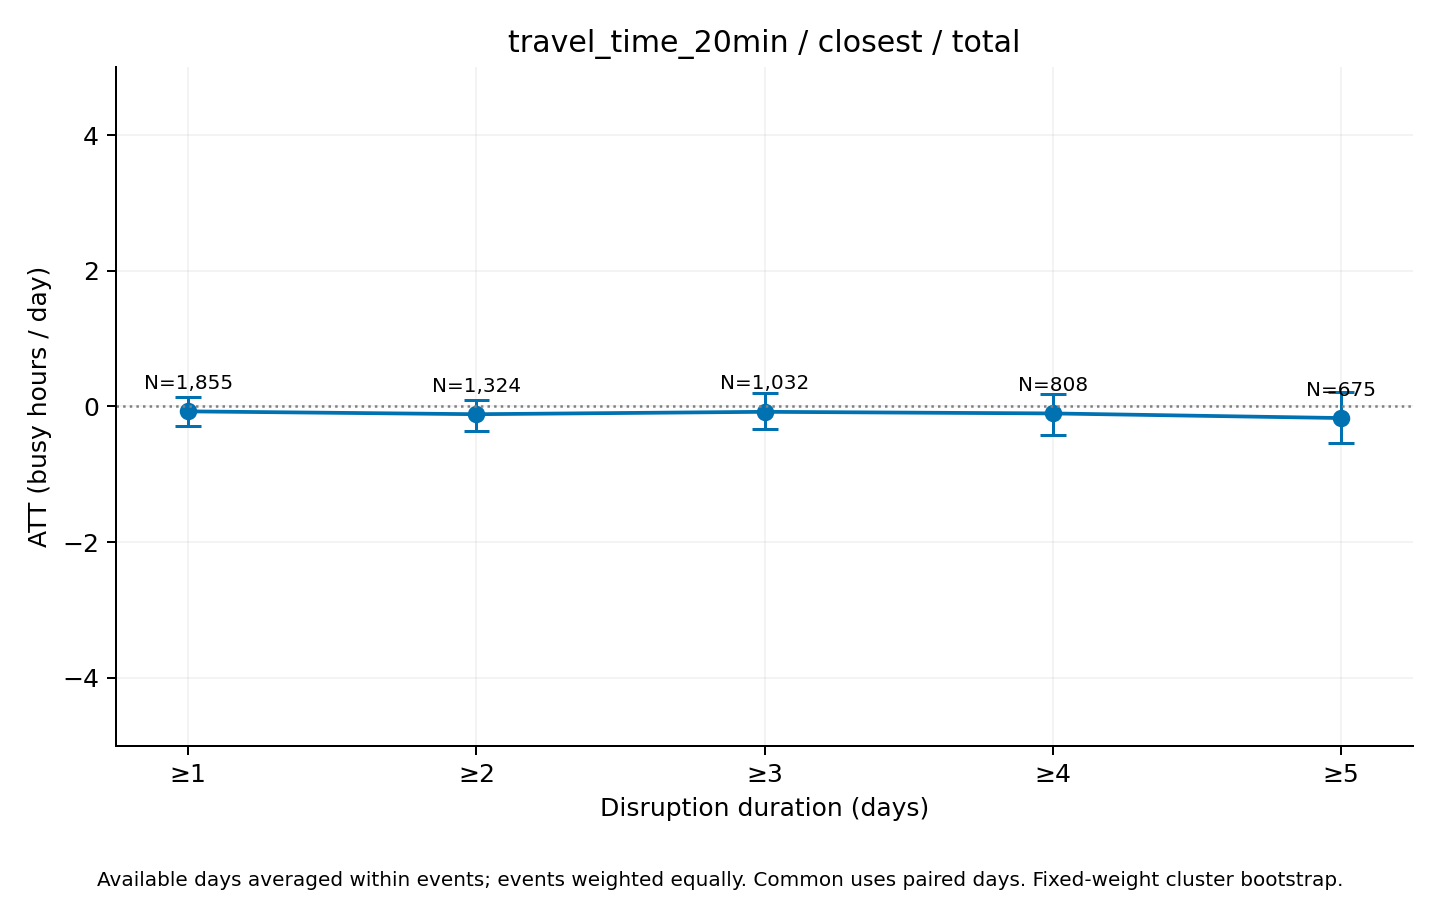 travel_time_20min / closest / total
ATT (busy hours / day)
4
2
0
−2
−4
N=1,855
N=1,324
N=1,032
N=808
N=675
≥1
≥2
≥3
≥4
≥5
Disruption duration (days)
Available days averaged within events; events weighted equally. Common uses paired days. Fixed-weight cluster bootstrap.